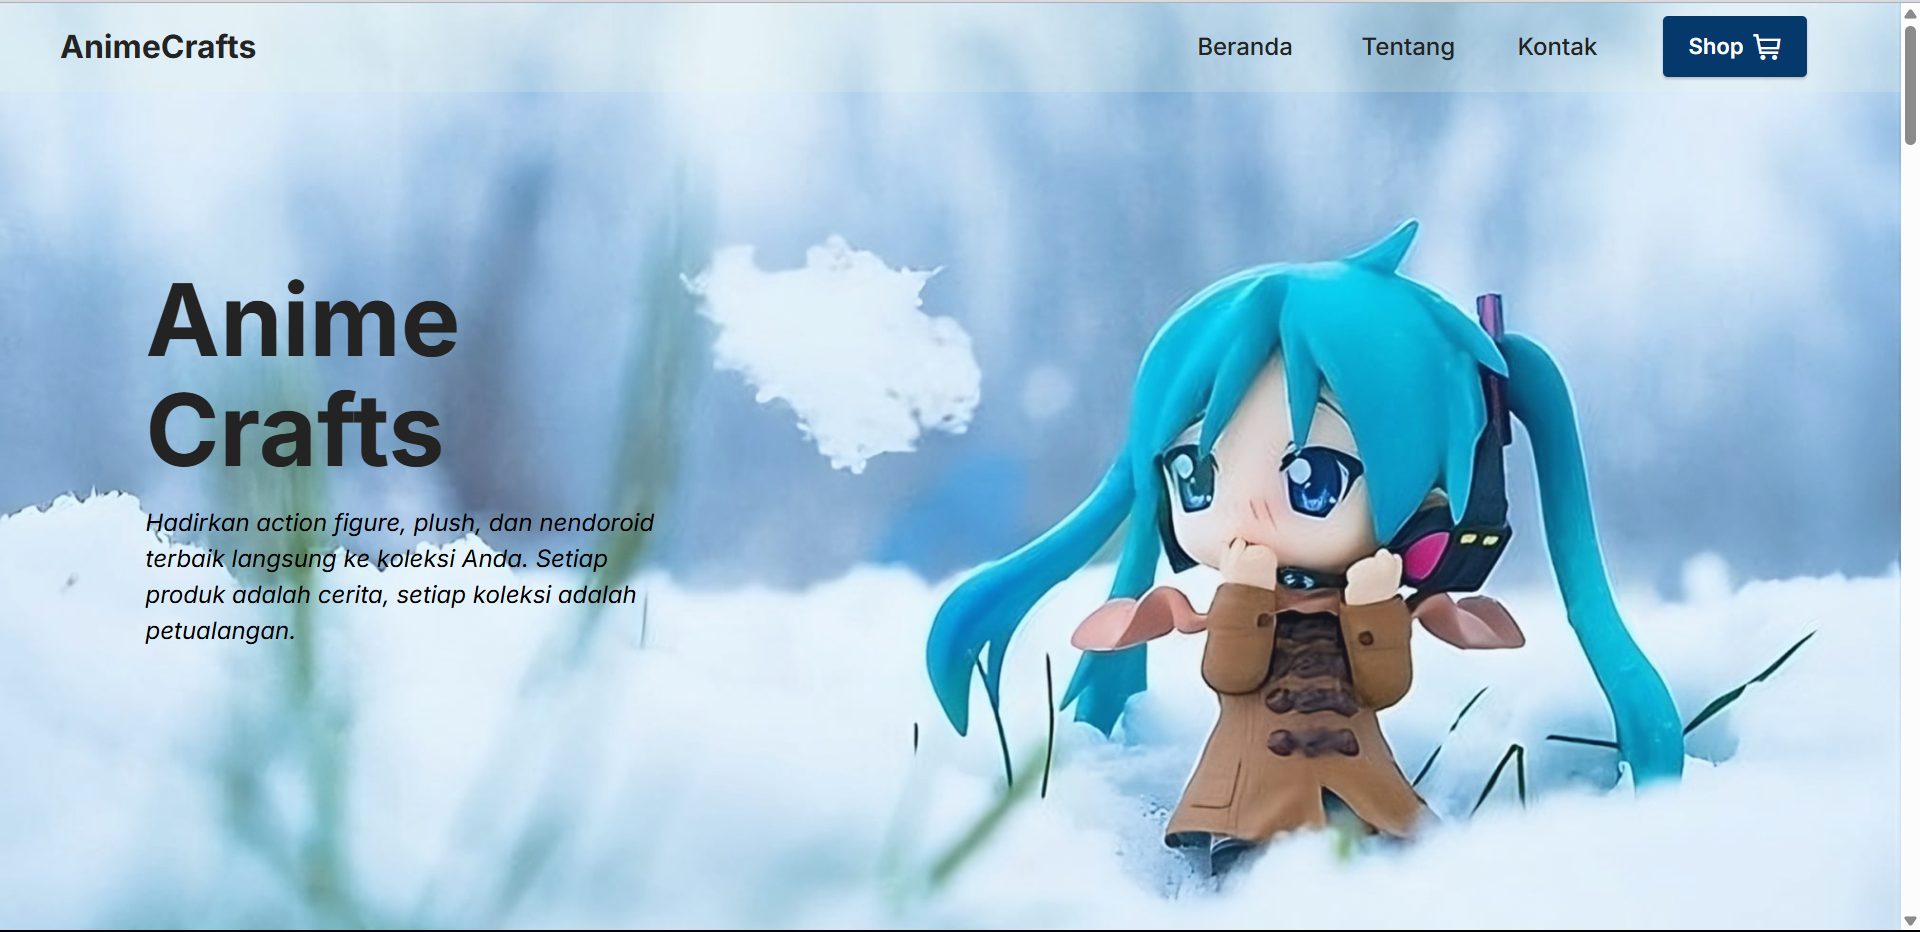 AnimeCrafts
Beranda Tentang Kontak Shop
Anime
Crafts
Hadirkan action figure, plush, dan nendoroid
terbaik langsung ke koleksi Anda. Setiap
produk adalah cerita, setiap koleksi adalah
petualangan.